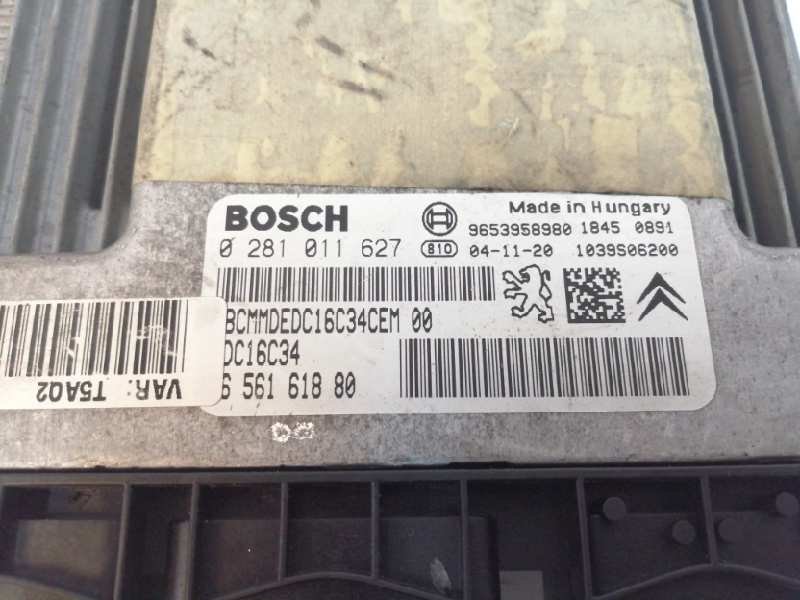 BOSCH
Made in Hungary
9653958980 1845 0891
0 281 011 627 810 04-11-20 1039S06200
BCMMDEDC16C34CEM 00
DC16C34
6 561 618 80
VAR: T5AQ2